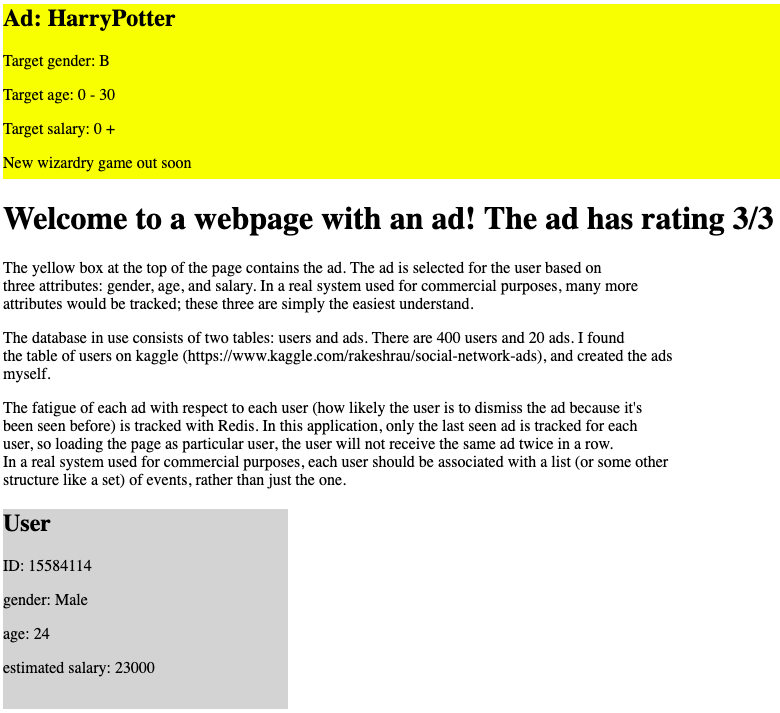 Ad: HarryPotter
Target gender: B
Target age: 0 - 30
Target salary: 0 +
New wizardry game out soon
Welcome to a webpage with an ad! The ad has rating 3/3
The yellow box at the top of the page contains the ad. The ad is selected for the user based on
three attributes: gender, age, and salary. In a real system used for commercial purposes, many more
attributes would be tracked; these three are simply the easiest understand.
The database in use consists of two tables: users and ads. There are 400 users and 20 ads. I found
the table of users on kaggle (https://www.kaggle.com/rakeshrau/social-network-ads), and created the ads
myself.
The fatigue of each ad with respect to each user (how likely the user is to dismiss the ad because it's
been seen before) is tracked with Redis. In this application, only the last seen ad is tracked for each
user, so loading the page as particular user, the user will not receive the same ad twice in a row.
In a real system used for commercial purposes, each user should be associated with a list (or some other
structure like a set) of events, rather than just the one.
User
ID: 15584114
gender: Male
age: 24
estimated salary: 23000